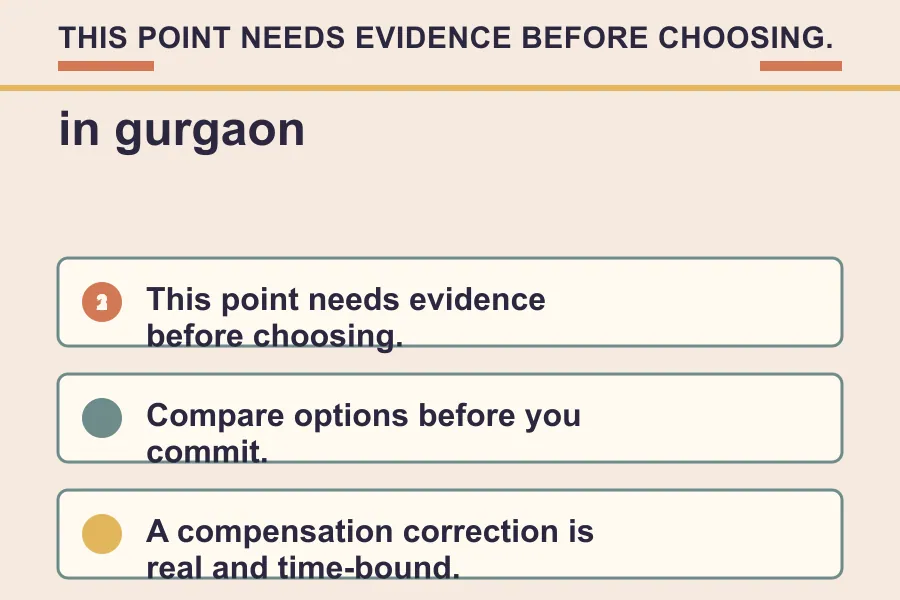 THIS POINT NEEDS EVIDENCE BEFORE CHOOSING.
in gurgaon
This point needs evidence
before choosing.
Compare options before you
commit.
A compensation correction is
real and time-bound.